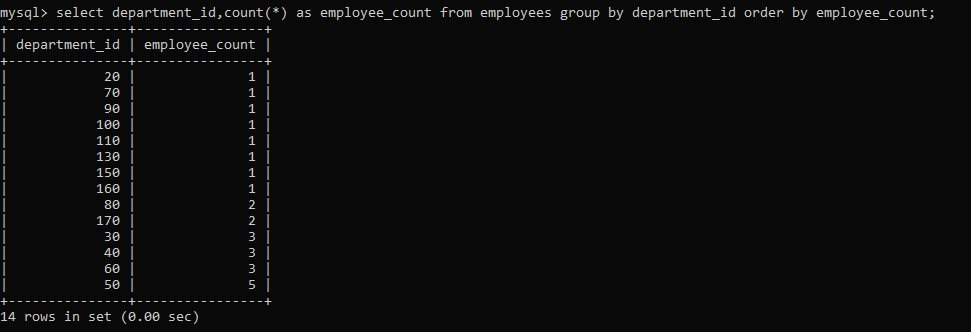 mysql> select department_id,count(*) as employee_count from employees group by department_id order by employee_count;
+---------------+----------------+
| department_id | employee_count |
+---------------+----------------+
|            20 |              1 |
|            70 |              1 |
|            90 |              1 |
|           100 |              1 |
|           110 |              1 |
|           130 |              1 |
|           150 |              1 |
|           160 |              1 |
|            80 |              2 |
|           170 |              2 |
|            30 |              3 |
|            40 |              3 |
|            60 |              3 |
|            50 |              5 |
+---------------+----------------+
14 rows in set (0.00 sec)